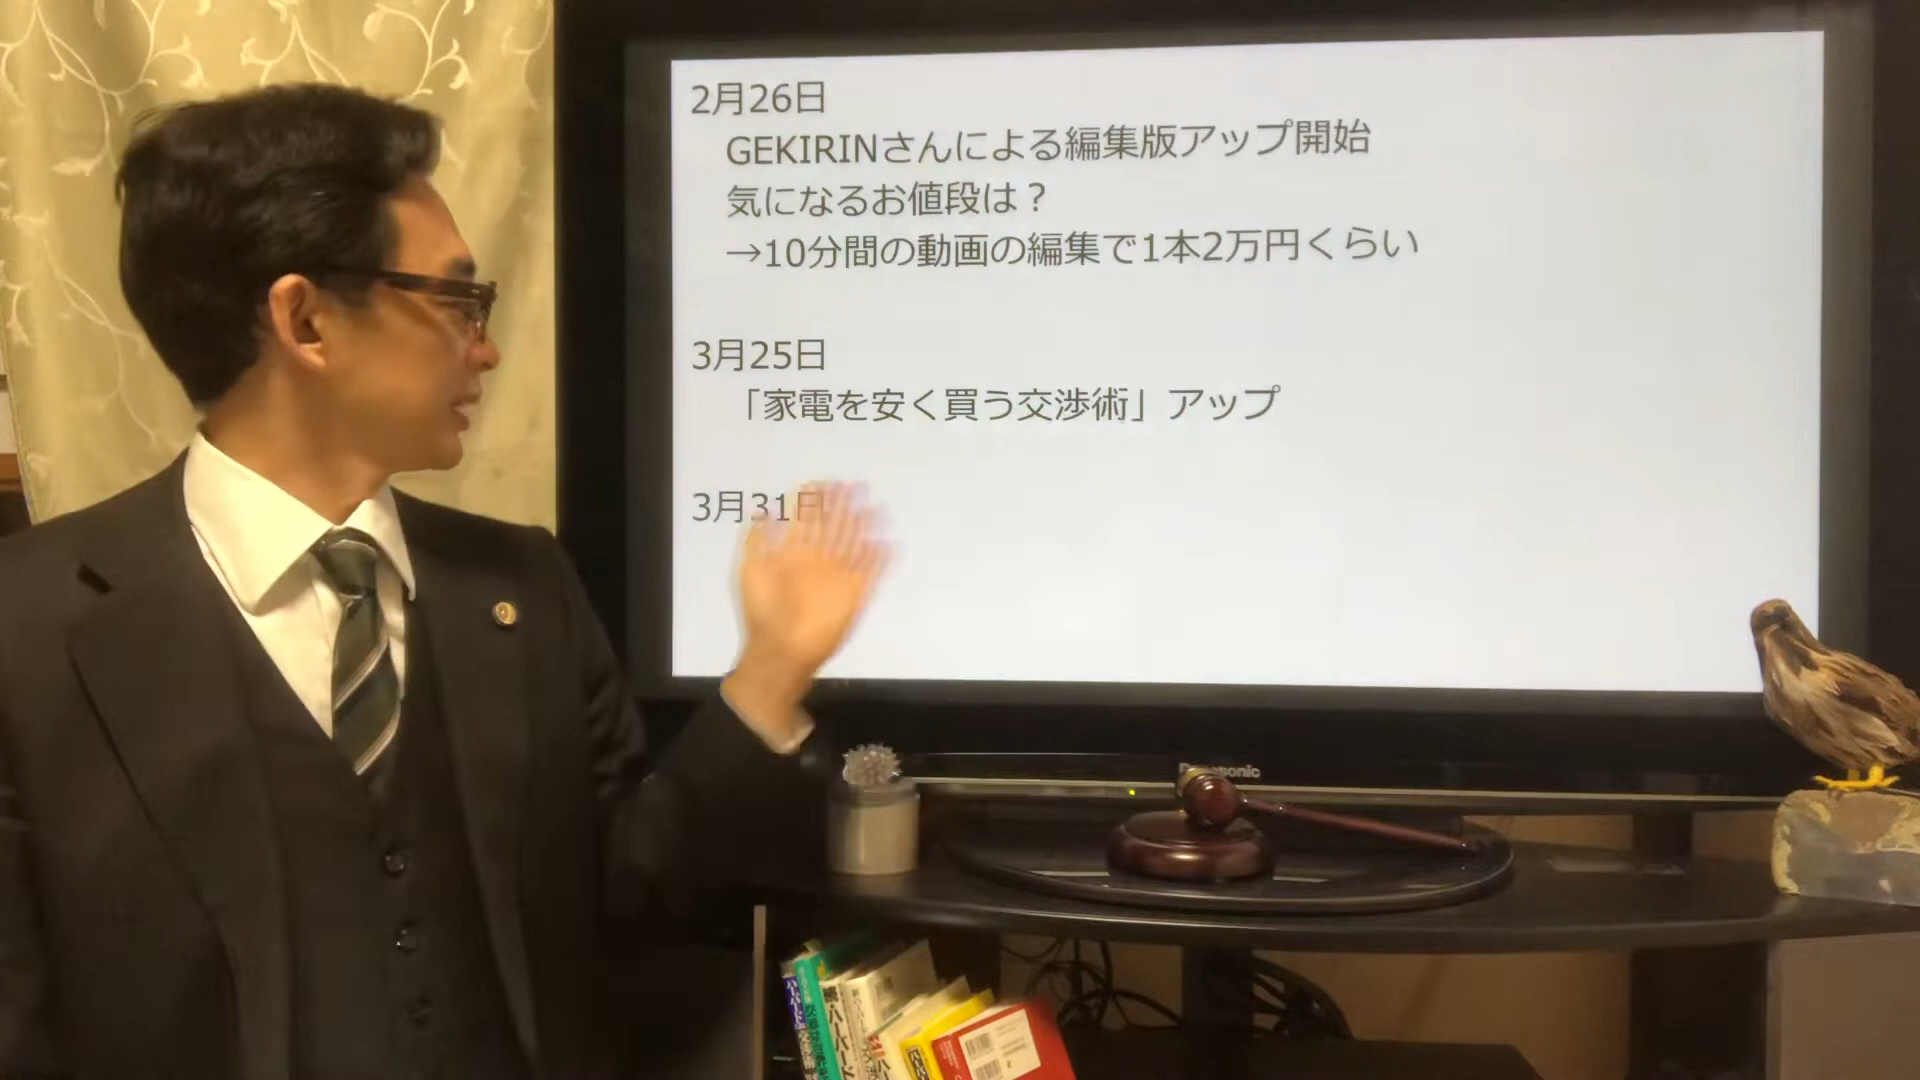 2月26日
GEKIRINさんによる編集版アップ開始
気になるお値段は？
→10分間の動画の編集で1本2万円くらい
3月25日
「家電を安く買う交渉術」アップ
3月31日
Panasonic